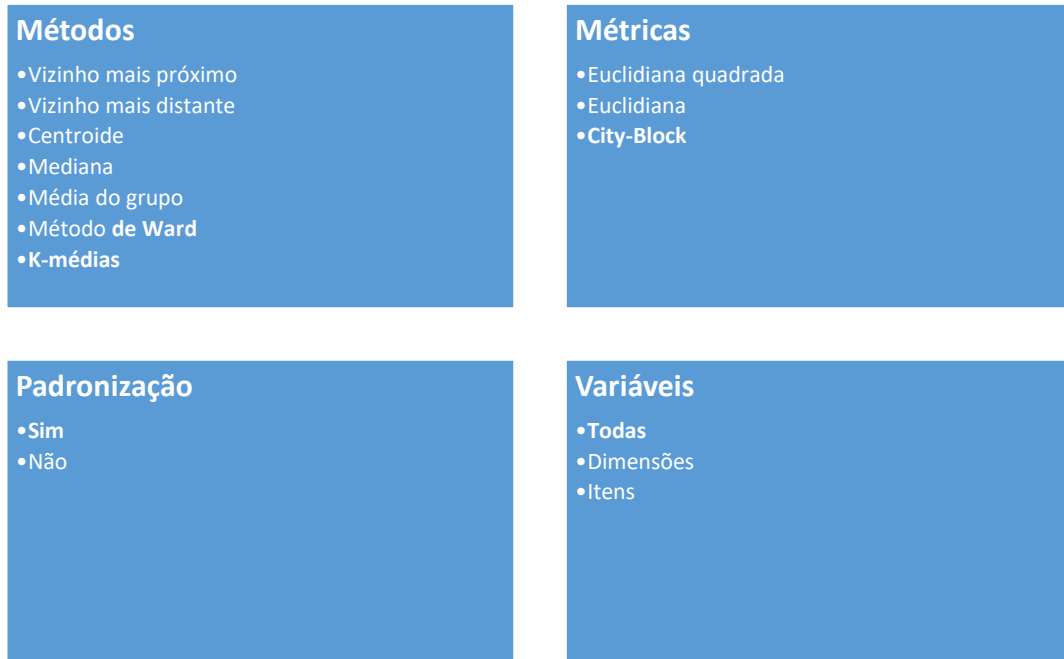 Métodos
•Vizinho mais próximo
•Vizinho mais distante
•Centroide
•Mediana
•Média do grupo
•Método de Ward
•K-médias
Métricas
•Euclidiana quadrada
•Euclidiana
•City-Block
Padronização
•Sim
•Não
Variáveis
•Todas
•Dimensões
•Itens